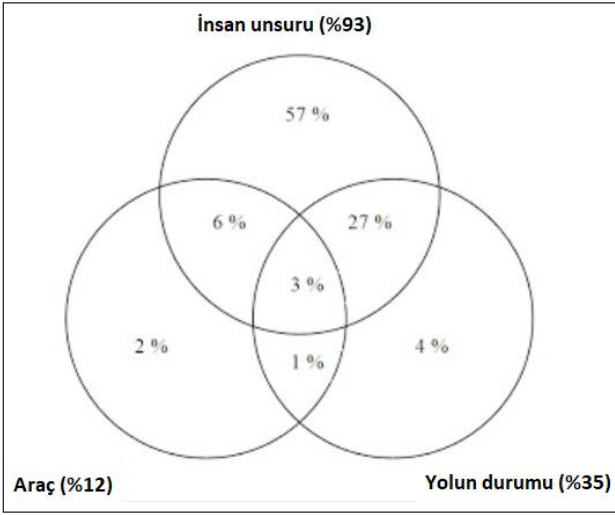 İnsan unsuru (%93)
57 %
6 %
27 %
3 %
2 %
1 %
4 %
Araç (%12)
Yolun durumu (%35)